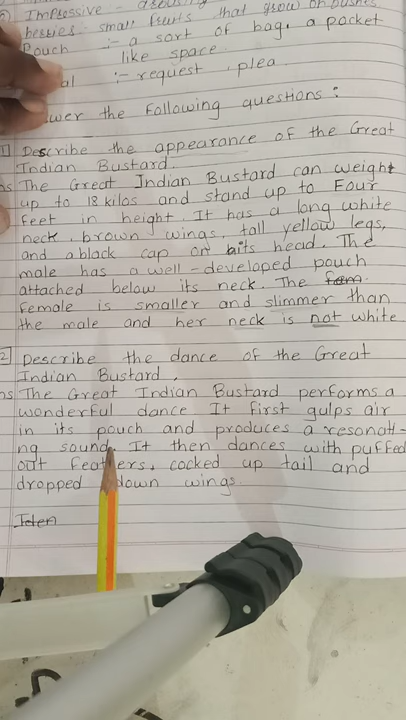 Impressive - arousing
berries :- small fruits that grow on bushes
Pouch :- a sort of bag, a pocket
like space.
al :- request, plea.
wer the following questions :
1] Describe the appearance of the Great
Indian Bustard.
ns The Great Indian Bustard can weight
up to 18 kilos and stand up to Four
feet in height. It has a long white
neck, brown wings, tall yellow legs,
and a black cap on its head. The
male has a well-developed pouch
attached below its neck. The fem
female is smaller and slimmer than
the male and her neck is not white
2] Describe the dance of the Great
Indian Bustard.
ns The Great Indian Bustard performs a
wonderful dance It first gulps air
in its pouch and produces a resonati-
ng sound. It then dances with puffed
out feathers, cocked up tail and
dropped down wings.
Iden